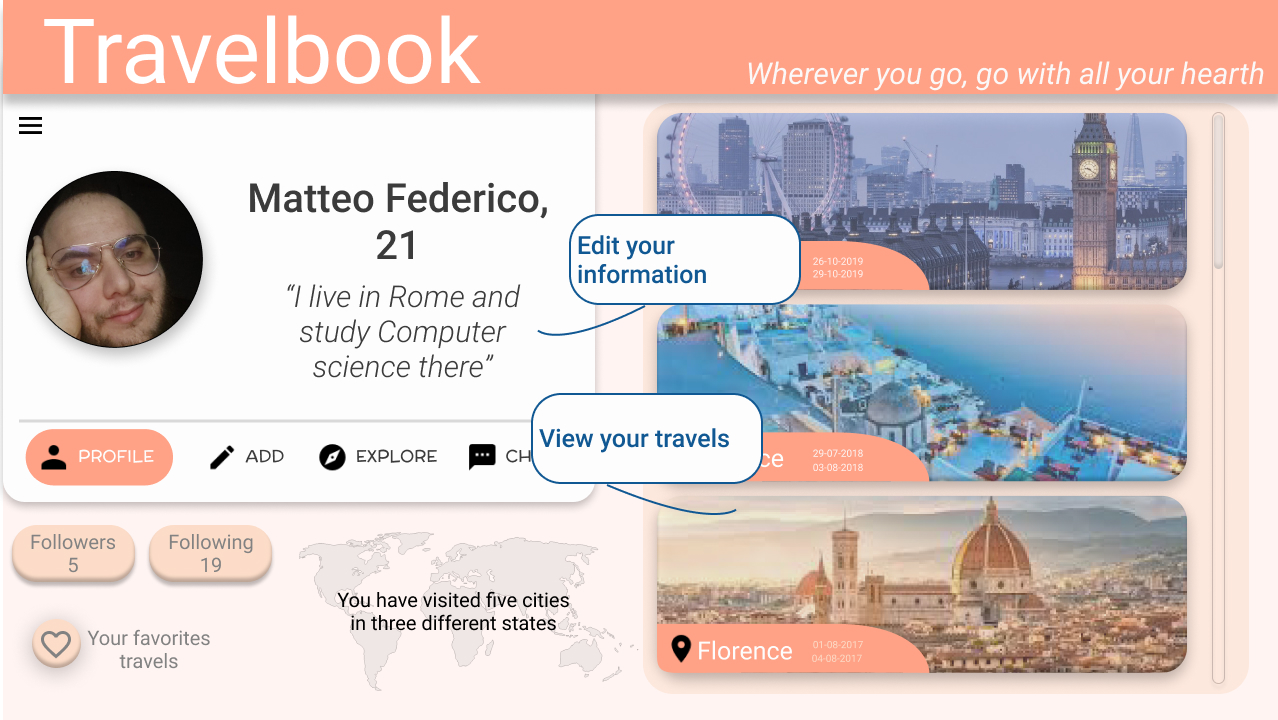 Travelbook
Wherever you go, go with all your hearth
Matteo Federico,
21
“I live in Rome and
study Computer
science there”
PROFILE
ADD
EXPLORE
CH
Edit your
information
View your travels
26-10-2019
29-10-2019
ce
29-07-2018
03 08 2018
Florence
01-08-2017
04-08-2017
Followers
5
Following
19
You have visited five cities
in three different states
Your favorites
travels